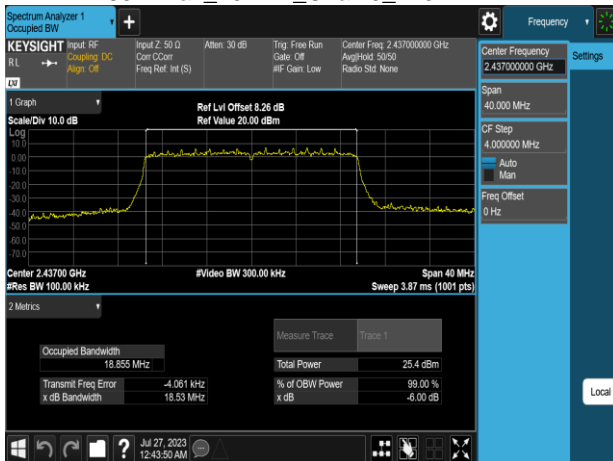 Spectrum Analyzer 1
Occupied BW
Frequency
KEYSIGHT
RL
Input: RF
Coupling: DC
Align: Off
Input Z: 50 Ω
Corr CCorr
Freq Ref: Int (S)
Atten: 30 dB
Trig: Free Run
Gate: Off
#IF Gain: Low
Center Freq: 2.437000000 GHz
Avg|Hold: 50/50
Radio Std: None
LXI
Center Frequency
2.437000000 GHz
Settings
Span
40.000 MHz
CF Step
4.000000 MHz
Auto
Man
Freq Offset
0 Hz
Local
1 Graph
Scale/Div 10.0 dB
Ref Lvl Offset 8.26 dB
Ref Value 20.00 dBm
Log
10.0
0.00
-10.0
-20.0
-30.0
-40.0
-50.0
-60.0
-70.0
Center 2.43700 GHz
#Res BW 100.00 kHz
#Video BW 300.00 kHz
Span 40 MHz
Sweep 3.87 ms (1001 pts)
2 Metrics
Measure Trace
Trace 1
Occupied Bandwidth
18.855 MHz
Total Power
25.4 dBm
Transmit Freq Error
-4.061 kHz
% of OBW Power
99.00 %
x dB Bandwidth
18.53 MHz
x dB
-6.00 dB
?
Jul 27, 2023
12:43:50 AM